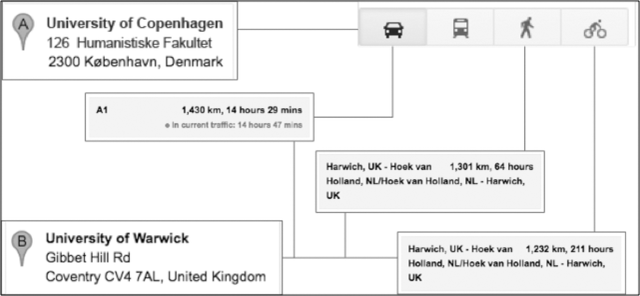 A
University of Copenhagen
126 Humanistiske Fakultet
2300 København, Denmark
A1 1,430 km, 14 hours 29 mins
e in current traffic: 14 hours 47 mins
Harwich, UK - Hoek van 1,301 km, 64 hours
Holland, NL/Hoek van Holland, NL - Harwich,
UK
B
University of Warwick
Gibbet Hill Rd
Coventry CV4 7AL, United Kingdom
Harwich, UK - Hoek van 1,232 km, 211 hours
Holland, NL/Hoek van Holland, NL - Harwich,
UK